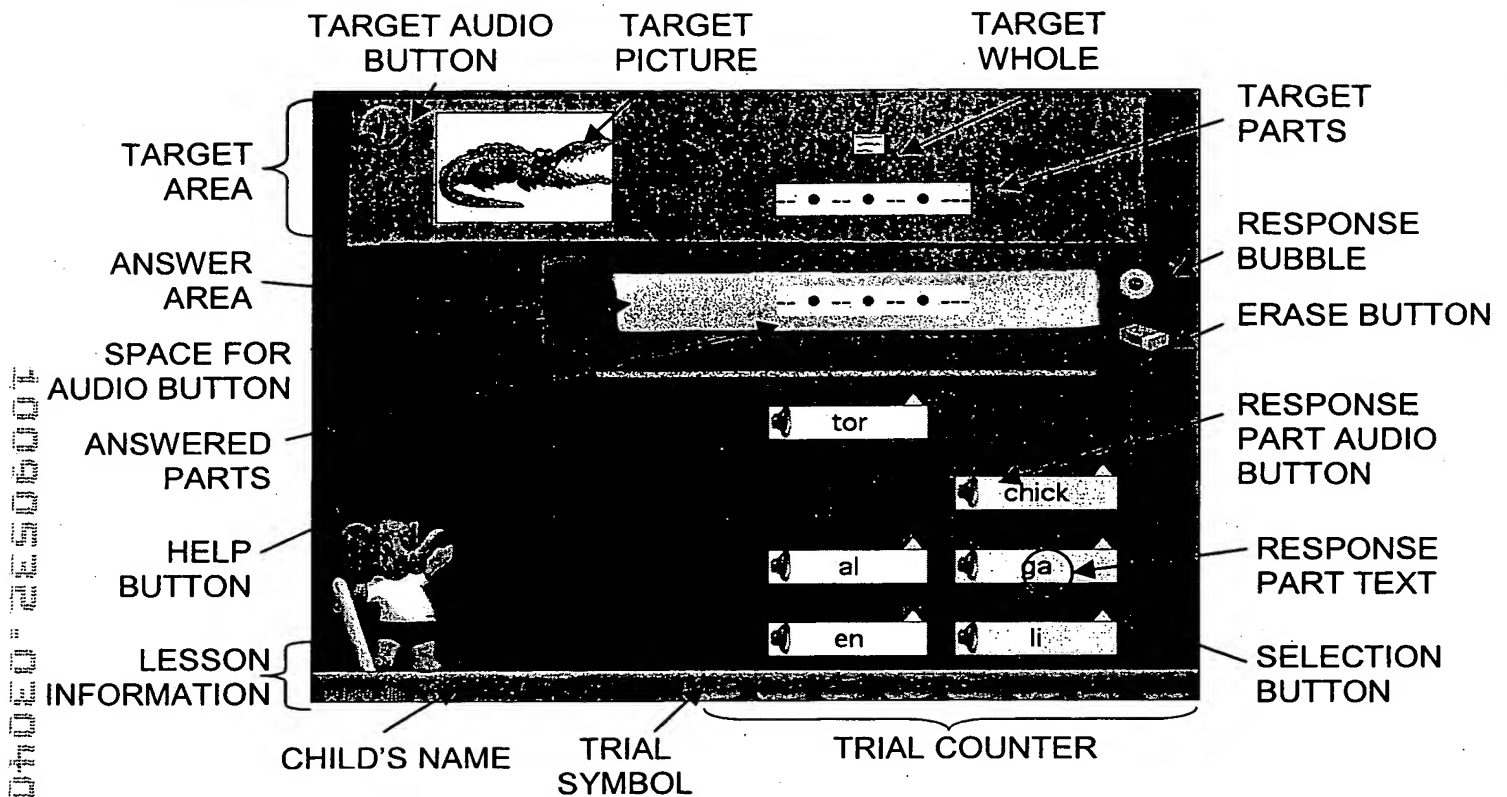 TARGET AUDIO
BUTTON
TARGET
PICTURE
TARGET
WHOLE
TARGET
PARTS
TARGET
AREA
RESPONSE
BUBBLE
ANSWER
AREA
ERASE BUTTON
SPACE FOR
AUDIO BUTTON
RESPONSE
PART AUDIO
BUTTON
tor
ANSWERED
PARTS
chick
HELP
BUTTON
al
ga
RESPONSE
PART TEXT
en
li
LESSON
INFORMATION
SELECTION
BUTTON
CHILD'S NAME
TRIAL
SYMBOL
TRIAL COUNTER